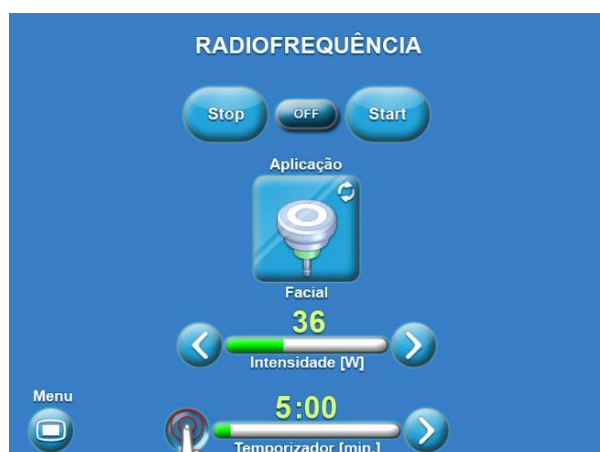 RADIOFREQUÊNCIA
Stop OFF Start
Aplicação
Facial
36
Intensidade [W]
Menu
5:00
Temporizador [min.]